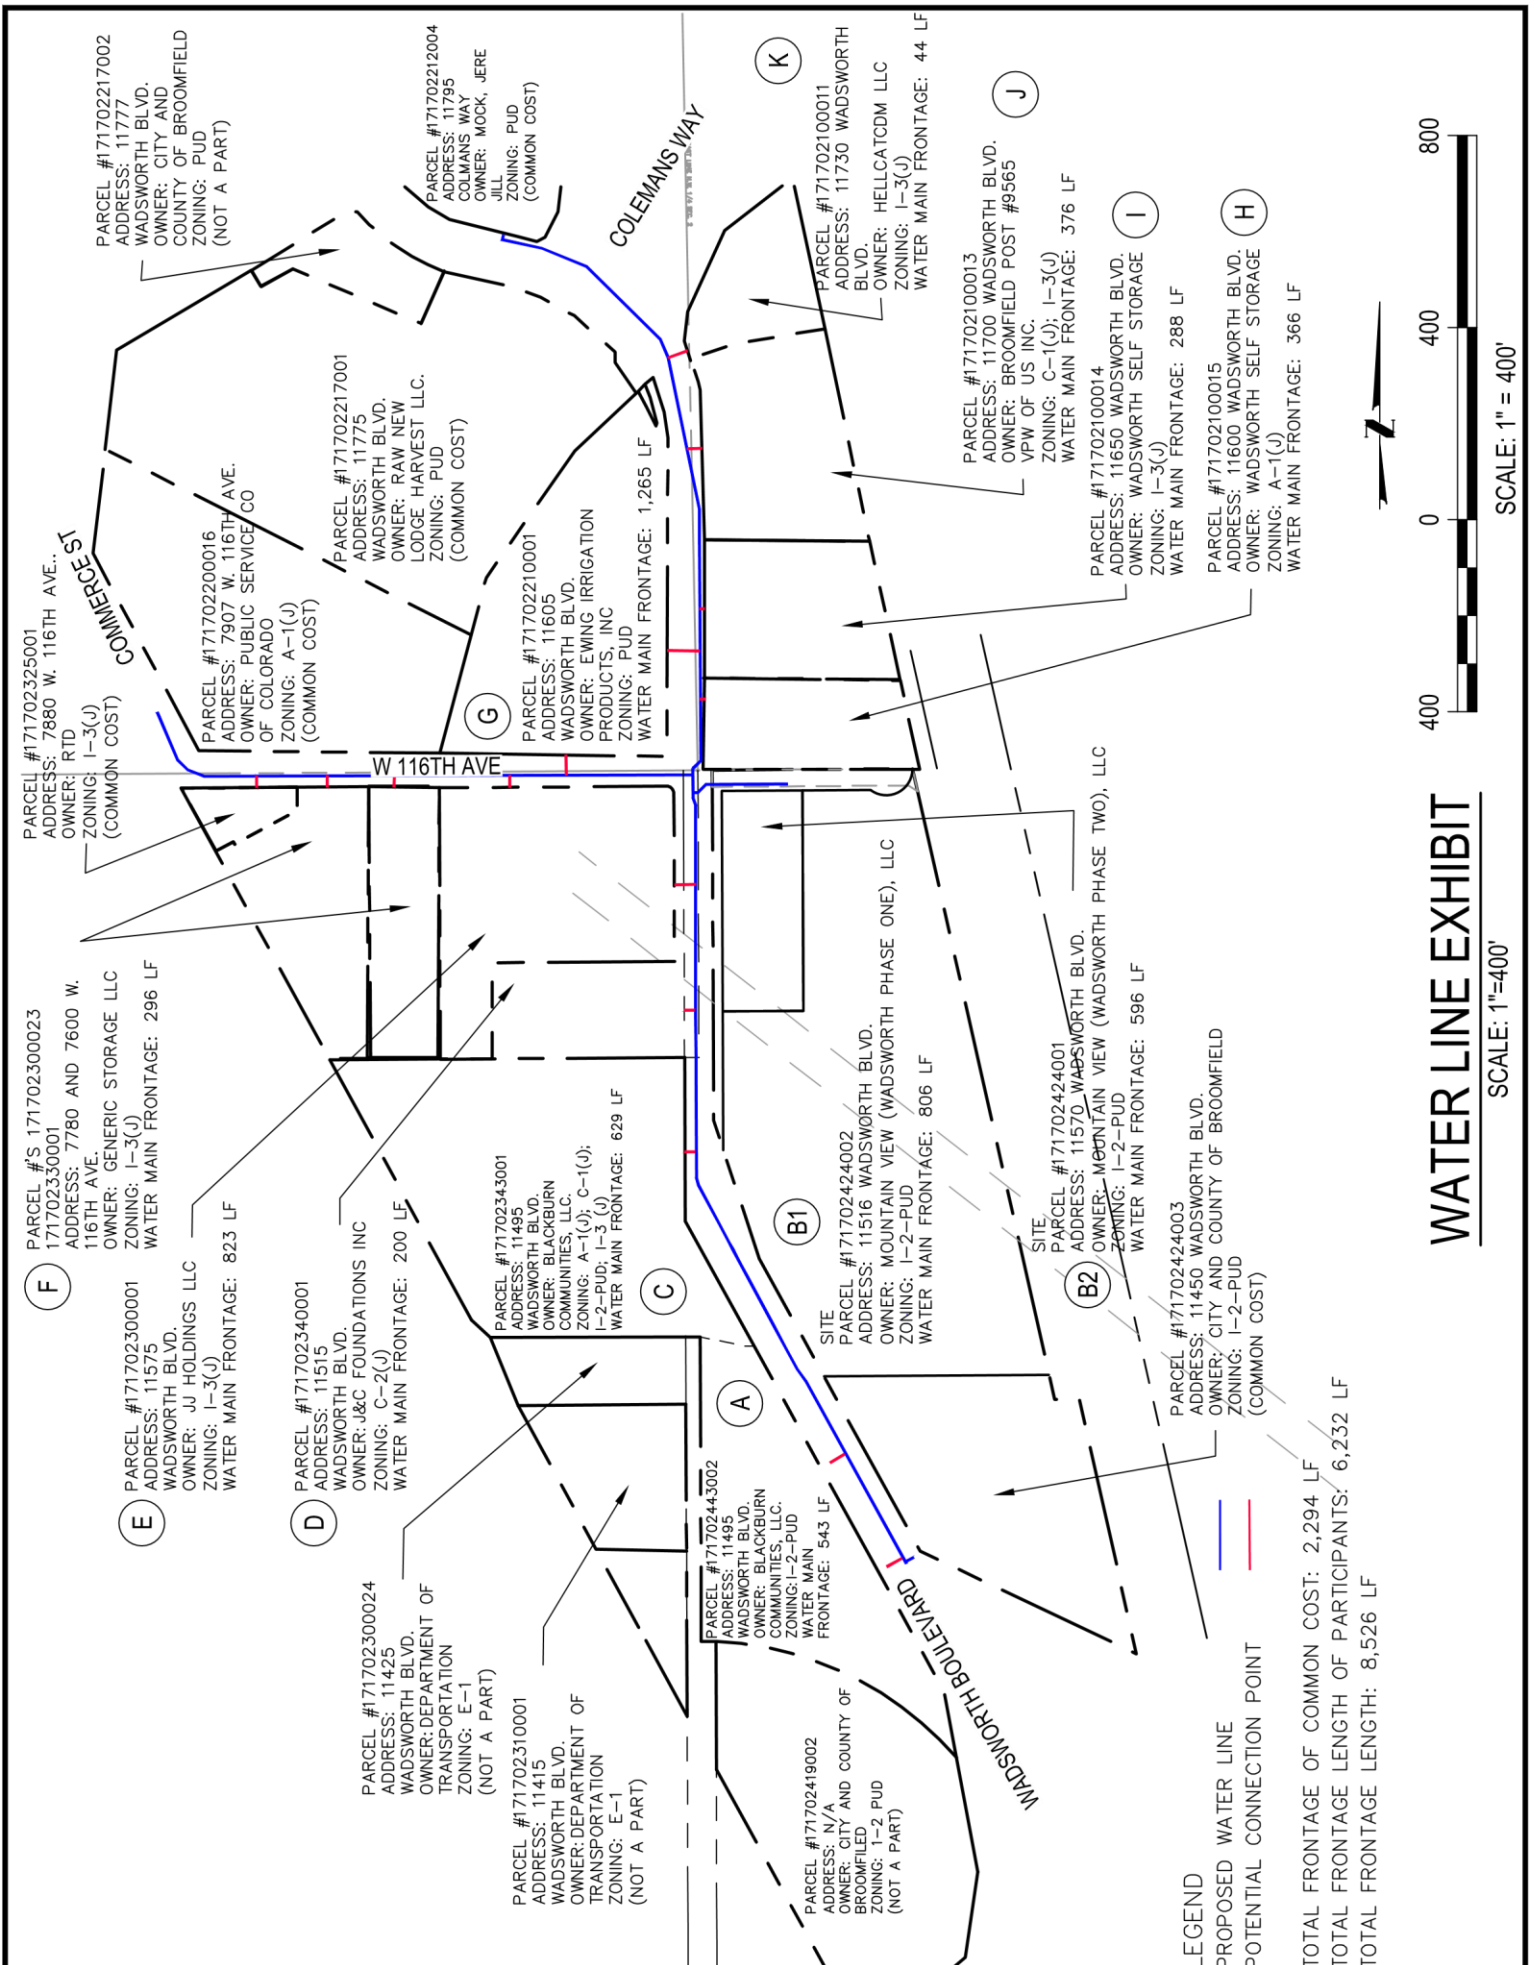 PARCEL #171702217002
ADDRESS: 11777
WADSWORTH BLVD.
OWNER: CITY AND
COUNTY OF BROOMFIELD
ZONING: PUD
(NOT A PART)
PARCEL #171702212004
ADDRESS: 11795
COLMANS WAY
OWNER: MOCK, JERE
JILL
ZONING: PUD
(COMMON COST)
COLEMANS WAY
K
PARCEL #171702100011
ADDRESS: 11730 WADSWORTH
BLVD.
OWNER: HELLCATCDM LLC
ZONING: I-3(J)
WATER MAIN FRONTAGE: 44 LF
J
PARCEL #171702100013
ADDRESS: 11700 WADSWORTH BLVD.
OWNER: BROOMFIELD POST #9565
VPW OF US INC.
ZONING: C-1(J); I-3(J)
WATER MAIN FRONTAGE: 376 LF
I
PARCEL #171702100014
ADDRESS: 11650 WADSWORTH BLVD.
OWNER: WADSWORTH SELF STORAGE
ZONING: I-3(J)
WATER MAIN FRONTAGE: 288 LF
H
PARCEL #171702100015
ADDRESS: 11600 WADSWORTH BLVD.
OWNER: WADSWORTH SELF STORAGE
ZONING: A-1(J)
WATER MAIN FRONTAGE: 366 LF
PARCEL #171702325001
ADDRESS: 7880 W. 116TH AVE..
OWNER: RTD
ZONING: I-3(J)
(COMMON COST)
COMMERCE ST
PARCEL #171702200016
ADDRESS: 7907 W. 116TH AVE.
OWNER: PUBLIC SERVICE CO
OF COLORADO
ZONING: A-1(J)
(COMMON COST)
PARCEL #171702217001
ADDRESS: 11775
WADSWORTH BLVD.
OWNER: RAW NEW
LODGE HARVEST LLC.
ZONING: PUD
(COMMON COST)
G
PARCEL #171702210001
ADDRESS: 11605
WADSWORTH BLVD.
OWNER: EWING IRRIGATION
PRODUCTS, INC
ZONING: PUD
WATER MAIN FRONTAGE: 1,265 LF
W 116TH AVE
F
PARCEL #'S 171702300023
171702330001
ADDRESS: 7780 AND 7600 W.
116TH AVE.
OWNER: GENERIC STORAGE LLC
ZONING: I-3(J)
WATER MAIN FRONTAGE: 296 LF
E
PARCEL #171702300001
ADDRESS: 11575
WADSWORTH BLVD.
OWNER: JJ HOLDINGS LLC
ZONING: I-3(J)
WATER MAIN FRONTAGE: 823 LF
D
PARCEL #171702340001
ADDRESS: 11515
WADSWORTH BLVD.
OWNER: J&C FOUNDATIONS INC
ZONING: C-2(J)
WATER MAIN FRONTAGE: 200 LF
C
PARCEL #171702343001
ADDRESS: 11495
WADSWORTH BLVD.
OWNER: BLACKBURN
COMMUNITIES, LLC.
ZONING: A-1(J); C-1(J);
I-2-PUD; I-3 (J)
WATER MAIN FRONTAGE: 629 LF
B1
SITE
PARCEL #171702424002
ADDRESS: 11516 WADSWORTH BLVD.
OWNER: MOUNTAIN VIEW (WADSWORTH PHASE ONE), LLC
ZONING: I-2-PUD
WATER MAIN FRONTAGE: 806 LF
B2
SITE
PARCEL #171702424001
ADDRESS: 11570 WADSWORTH BLVD.
OWNER: MOUNTAIN VIEW (WADSWORTH PHASE TWO), LLC
ZONING: I-2-PUD
WATER MAIN FRONTAGE: 596 LF
PARCEL #171702424003
ADDRESS: 11450 WADSWORTH BLVD.
OWNER: CITY AND COUNTY OF BROOMFIELD
ZONING: I-2-PUD
(COMMON COST)
A
PARCEL #171702443002
ADDRESS: 11495
WADSWORTH BLVD.
OWNER: BLACKBURN
COMMUNITIES, LLC.
ZONING:I-2-PUD
WATER MAIN
FRONTAGE: 543 LF
PARCEL #171702300024
ADDRESS: 11425
WADSWORTH BLVD.
OWNER: DEPARTMENT OF
TRANSPORTATION
ZONING: E-1
(NOT A PART)
PARCEL #171702310001
ADDRESS: 11415
WADSWORTH BLVD.
OWNER: DEPARTMENT OF
TRANSPORTATION
ZONING: E-1
(NOT A PART)
PARCEL #171702419002
ADDRESS: N/A
OWNER: CITY AND COUNTY OF
BROOMFILED
ZONING: 1-2 PUD
(NOT A PART)
WADSWORTH BOULEVARD
LEGEND
PROPOSED WATER LINE
POTENTIAL CONNECTION POINT
TOTAL FRONTAGE OF COMMON COST: 2,294 LF
TOTAL FRONTAGE LENGTH OF PARTICIPANTS: 6,232 LF
TOTAL FRONTAGE LENGTH: 8,526 LF
WATER LINE EXHIBIT
SCALE: 1"=400'
N
400 0 400 800
SCALE: 1" = 400'